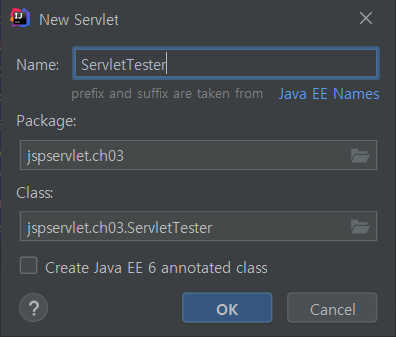 New Servlet
Name: ServletTester
prefix and suffix are taken from Java EE Names
Package:
jspservlet.ch03
Class:
jspservlet.ch03.ServletTester
Create Java EE 6 annotated class
? OK Cancel